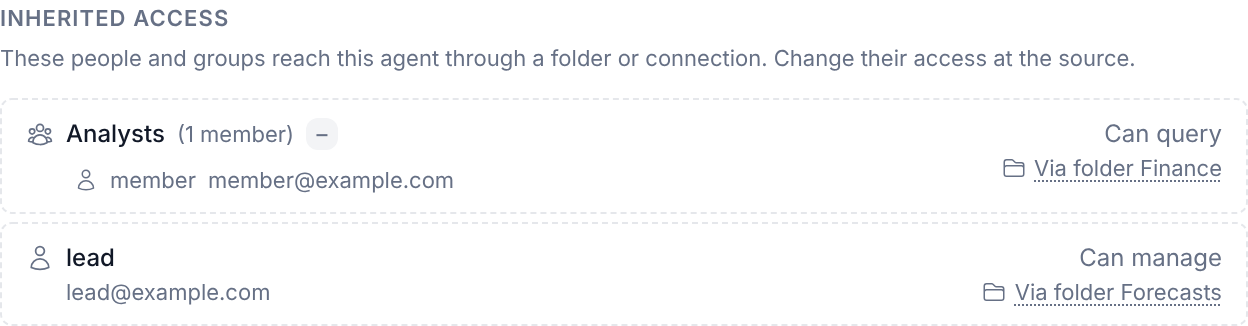 INHERITED ACCESS
These people and groups reach this agent through a folder or connection. Change their access at the source.
Analysts (1 member) –
Can query
member member@example.com
Via folder Finance
lead
Can manage
lead@example.com
Via folder Forecasts